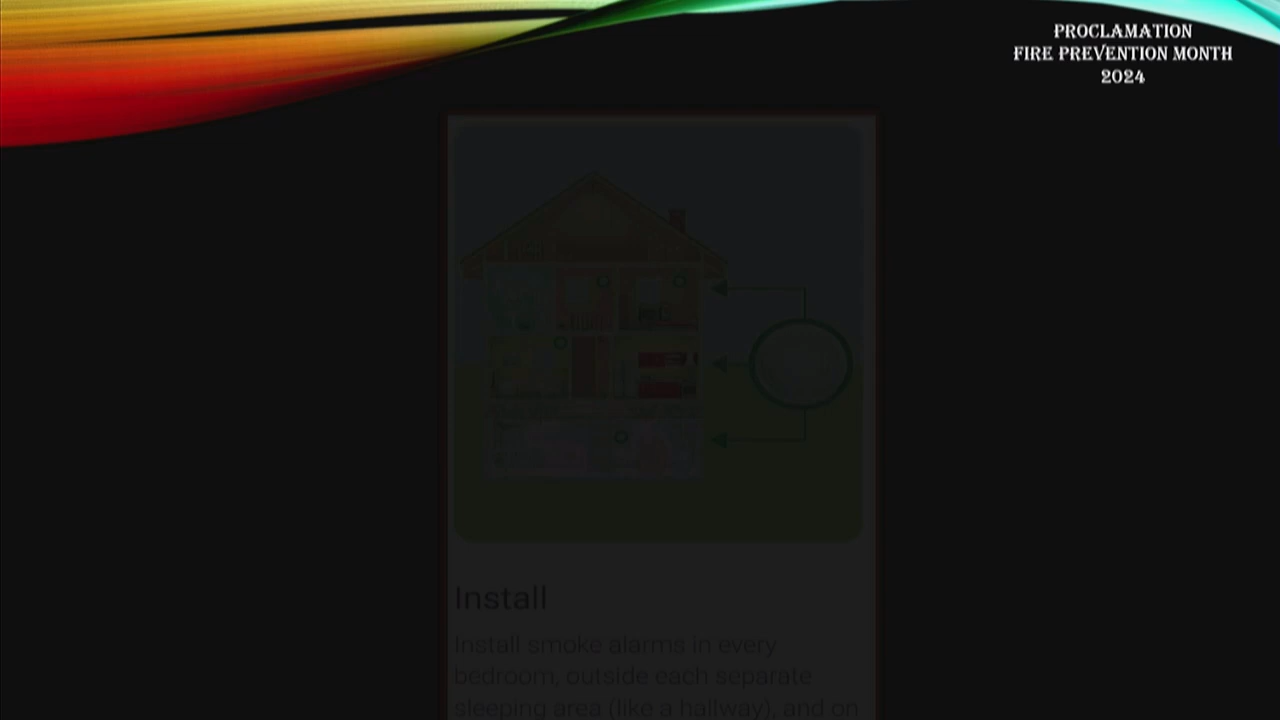 PROCLAMATION
FIRE PREVENTION MONTH
2024
Install
Install smoke alarms in every
bedroom, outside each separate
sleeping area (like a hallway), and on